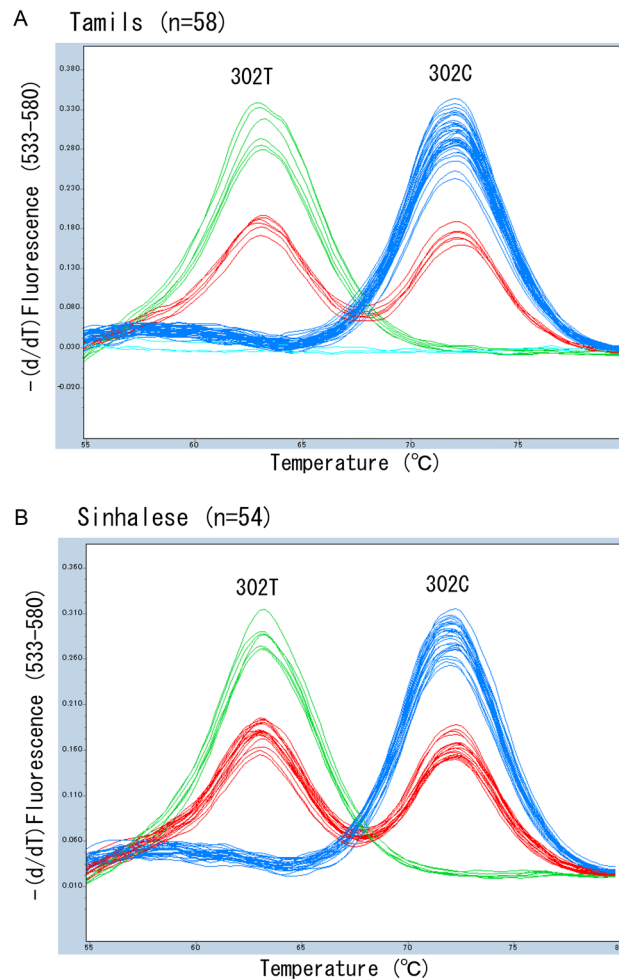 A
Tamils (n=58)
302T
302C
0.380
0.330
0.280
0.230
0.180
0.130
0.080
0.030
-0.020
-(d/dT)Fluorescence (533-580)
55
60
65
70
75
Temperature (℃)
B
Sinhalese (n=54)
302T
302C
0.360
0.310
0.260
0.210
0.160
0.110
0.060
0.010
-(d/dT)Fluorescence (533-580)
55
60
65
70
75
8
Temperature (℃)